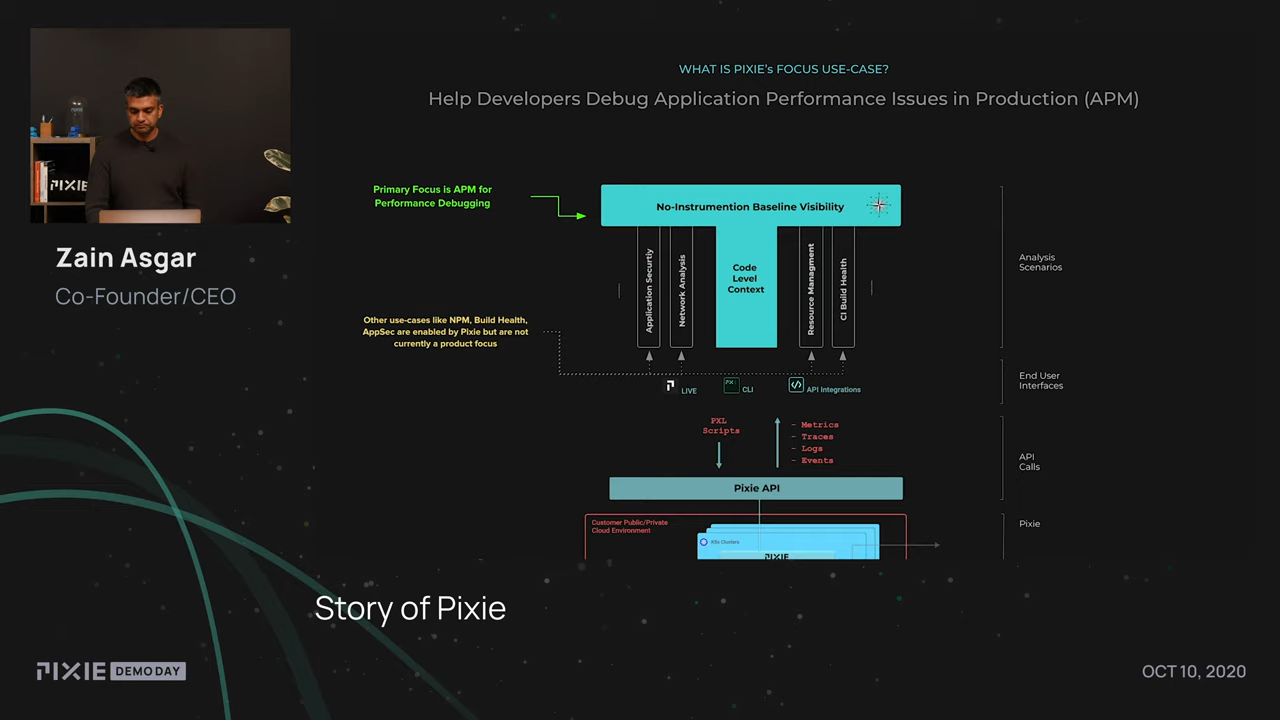 WHAT IS PIXIE's FOCUS USE-CASE?
Help Developers Debug Application Performance Issues in Production (APM)
PIXIE
Zain Asgar
Co-Founder/CEO
Primary Focus is APM for
Performance Debugging
No-Instrumention Baseline Visibility
Application Securtiy
Network Analysis
Code
Level
Context
Resource Managment
CI Build Health
Analysis
Scenarios
Other use-cases like NPM, Build Health,
AppSec are enabled by Pixie but are not
currently a product focus
LIVE
PX:
CLI
API Integrations
End User
Interfaces
PXL
Scripts
- Metrics
- Traces
- Logs
- Events
API
Calls
Pixie API
Customer Public/Private
Cloud Environment
K8s Clusters
PIXIE
Pixie
Story of Pixie
PIXIE DEMO DAY
OCT 10, 2020